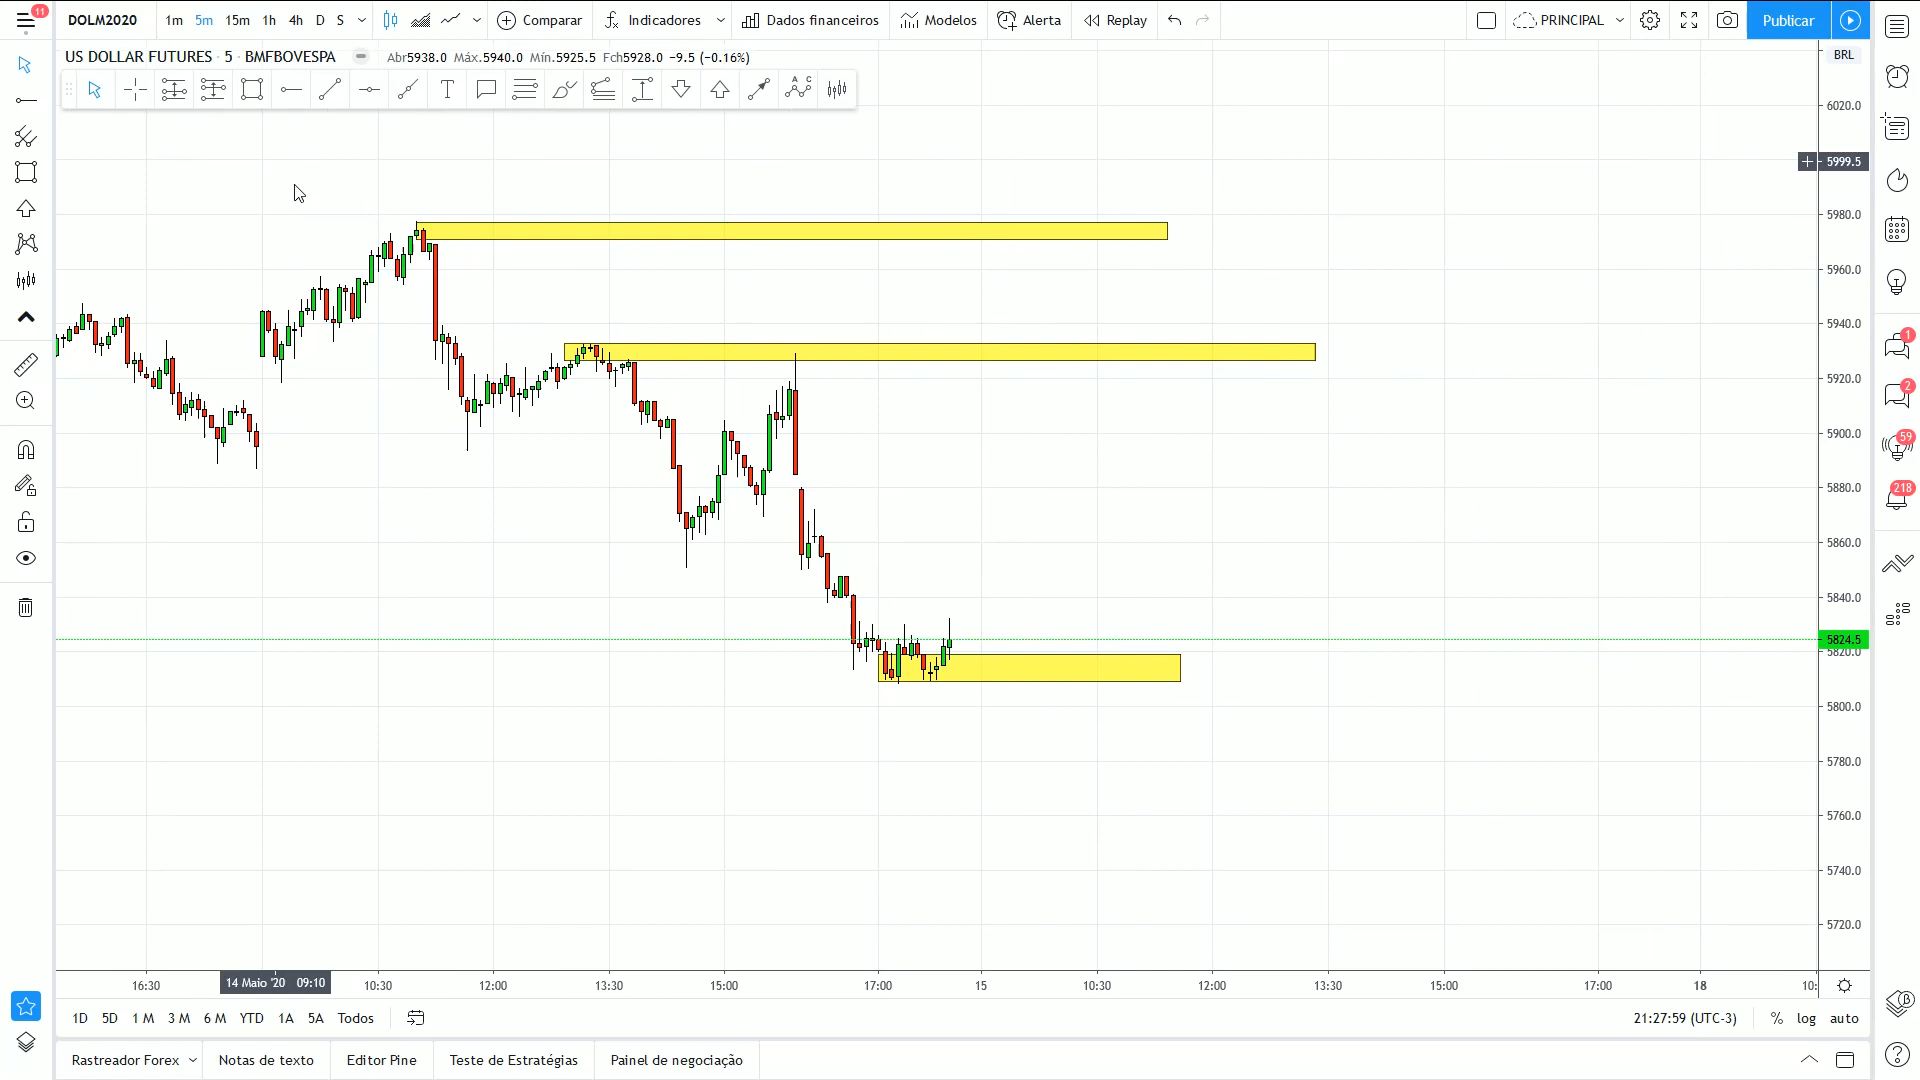 11
DOLM2020 1m 5m 15m 1h 4h D S Comparar Indicadores Dados financeiros Modelos Alerta Replay PRINCIPAL Publicar
US DOLLAR FUTURES · 5 · BMFBOVESPA Abr5938.0 Máx.5940.0 Mín.5925.5 Fch5928.0 −9.5 (−0.16%)
BRL
A C
T
6020.0
5999.5
5980.0
5960.0
5940.0
1
5920.0
2
5900.0
59
5880.0
218
5860.0
5840.0
5824.5
5820.0
5800.0
5780.0
5760.0
5740.0
5720.0
16:30 14 Maio '20 09:10 10:30 12:00 13:30 15:00 17:00 15 10:30 12:00 13:30 15:00 17:00 18 10:
1D 5D 1 M 3 M 6 M YTD 1A 5A Todos 21:27:59 (UTC-3) % log auto
Rastreador Forex Notas de texto Editor Pine Teste de Estratégias Painel de negociação